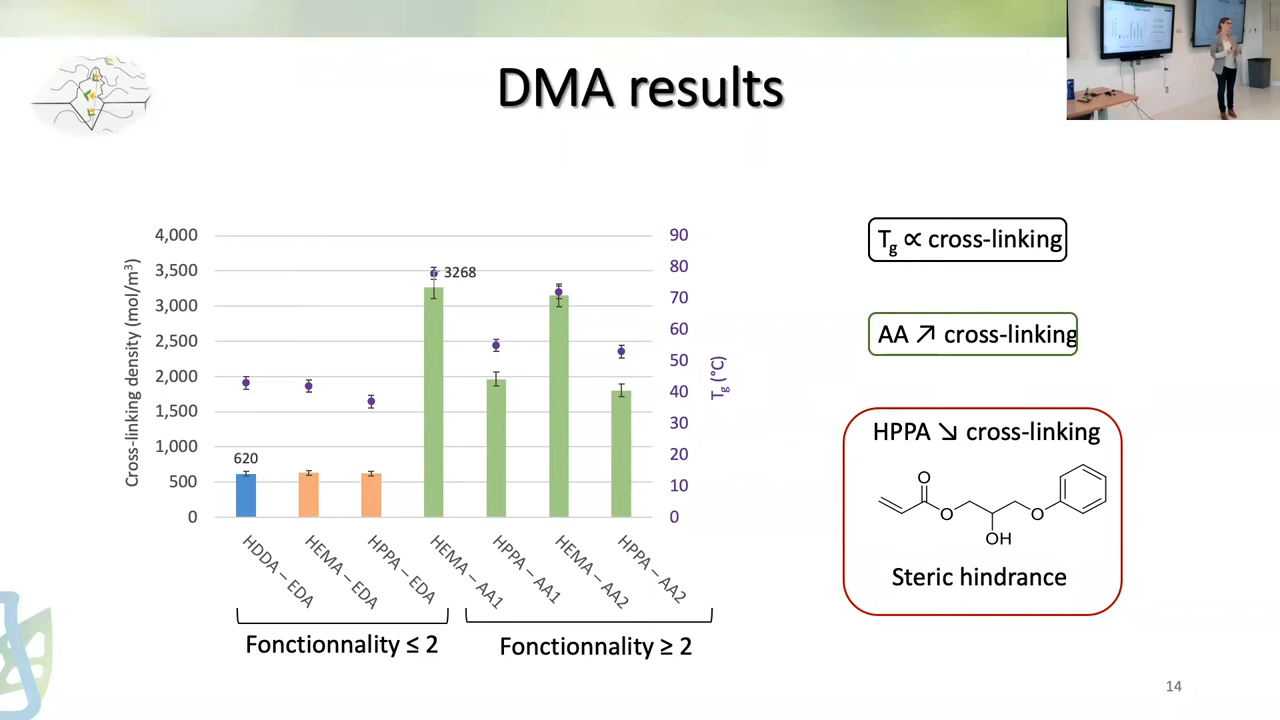 DMA results
Cross-linking density (mol/m³)
4,000
3,500
3,000
2,500
2,000
1,500
1,000
500
0
620
3268
90
80
70
60
50
40
30
20
10
0
Tg (°C)
HDDA – EDA
HEMA – EDA
HPPA – EDA
HEMA – AA1
HPPA – AA1
HEMA – AA2
HPPA – AA2
Fonctionnality ≤ 2
Fonctionnality ≥ 2
Tg ∝ cross-linking
AA ↗ cross-linking
HPPA ↘ cross-linking
O
O
O
OH
Steric hindrance
14